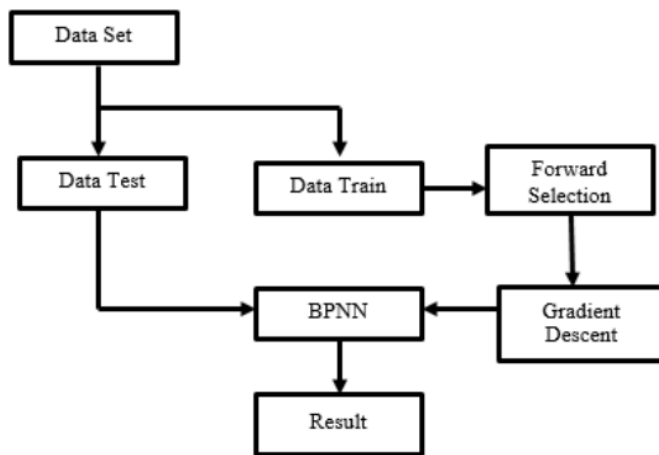 Data Set
Data Test
Data Train
Forward
Selection
BPNN
Gradient
Descent
Result